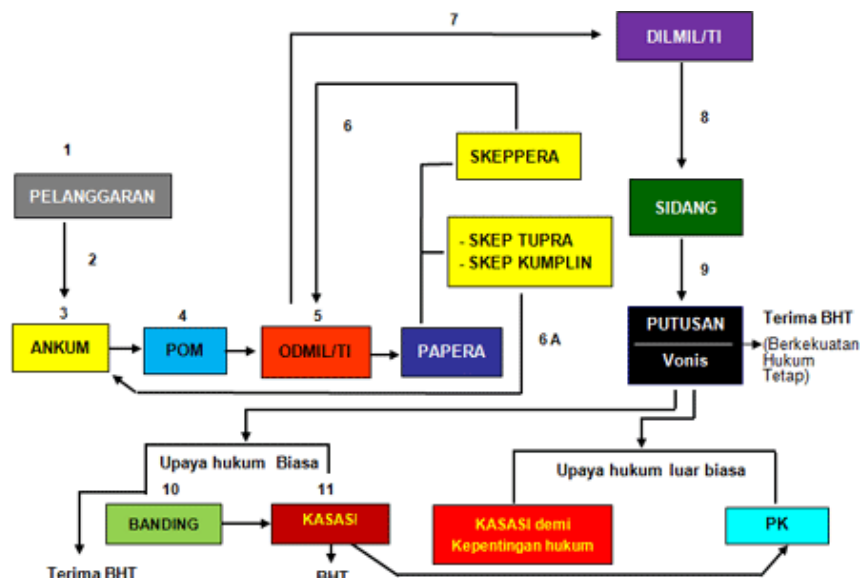 7
DILMIL/TI
6
8
1
SKEPPERA
PELANGGARAN
SIDANG
- SKEP TUPRA
- SKEP KUMPLIN
2
9
3
4
5
ANKUM
POM
ODMIL/TI
PAPERA
6 A
PUTUSAN
Vonis
Terima BHT
(Berkekuatan
Hukum
Tetap)
Upaya hukum Biasa
Upaya hukum luar biasa
10
11
BANDING
KASASI
KASASI demi
Kepentingan hukum
PK
Terima BHT
BHT